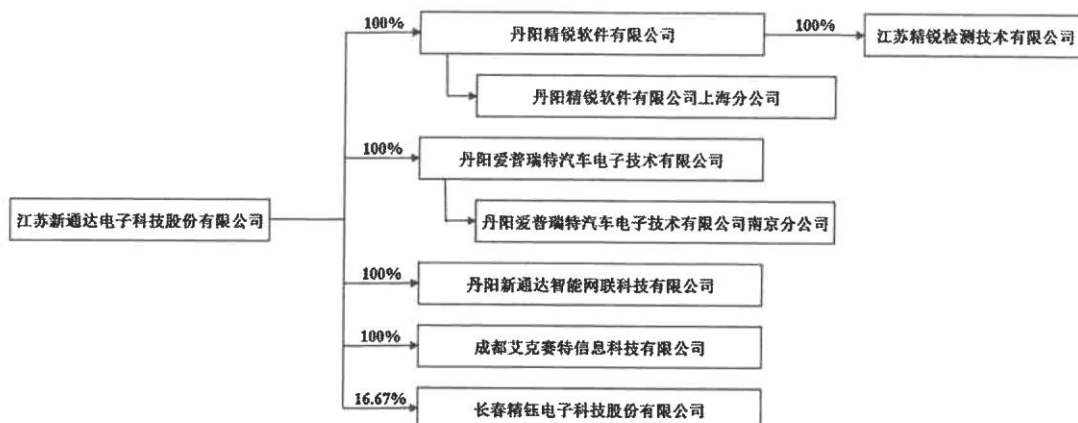 100%
丹阳精锐软件有限公司
100%
江苏精锐检测技术有限公司
丹阳精锐软件有限公司上海分公司
100%
丹阳爱普瑞特汽车电子技术有限公司
江苏新通达电子科技股份有限公司
丹阳爱普瑞特汽车电子技术有限公司南京分公司
100%
丹阳新通达智能网联科技有限公司
100%
成都艾克赛特信息科技有限公司
16.67%
长春精钰电子科技股份有限公司